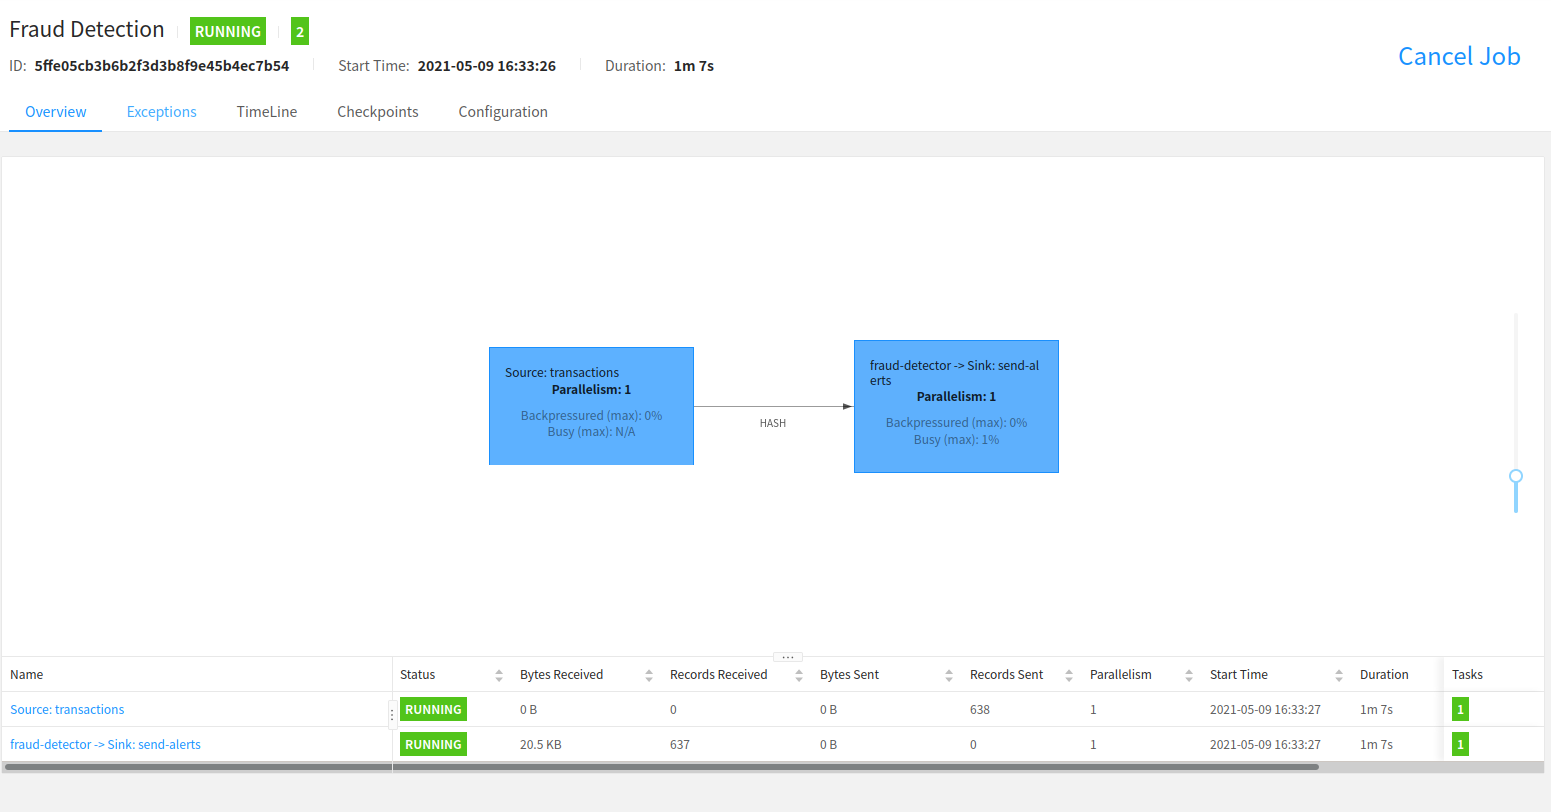 Fraud Detection RUNNING 2
ID: 5ffe05cb3b6b2f3d3b8f9e45b4ec7b54 Start Time: 2021-05-09 16:33:26 Duration: 1m 7s
Cancel Job
Overview Exceptions TimeLine Checkpoints Configuration
Source: transactions
Parallelism: 1
Backpressured (max): 0%
Busy (max): N/A
HASH
fraud-detector -> Sink: send-al
erts
Parallelism: 1
Backpressured (max): 0%
Busy (max): 1%
Name Status Bytes Received Records Received Bytes Sent Records Sent Parallelism Start Time Duration Tasks
Source: transactions RUNNING 0 B 0 0 B 638 1 2021-05-09 16:33:27 1m 7s 1
fraud-detector -> Sink: send-alerts RUNNING 20.5 KB 637 0 B 0 1 2021-05-09 16:33:27 1m 7s 1